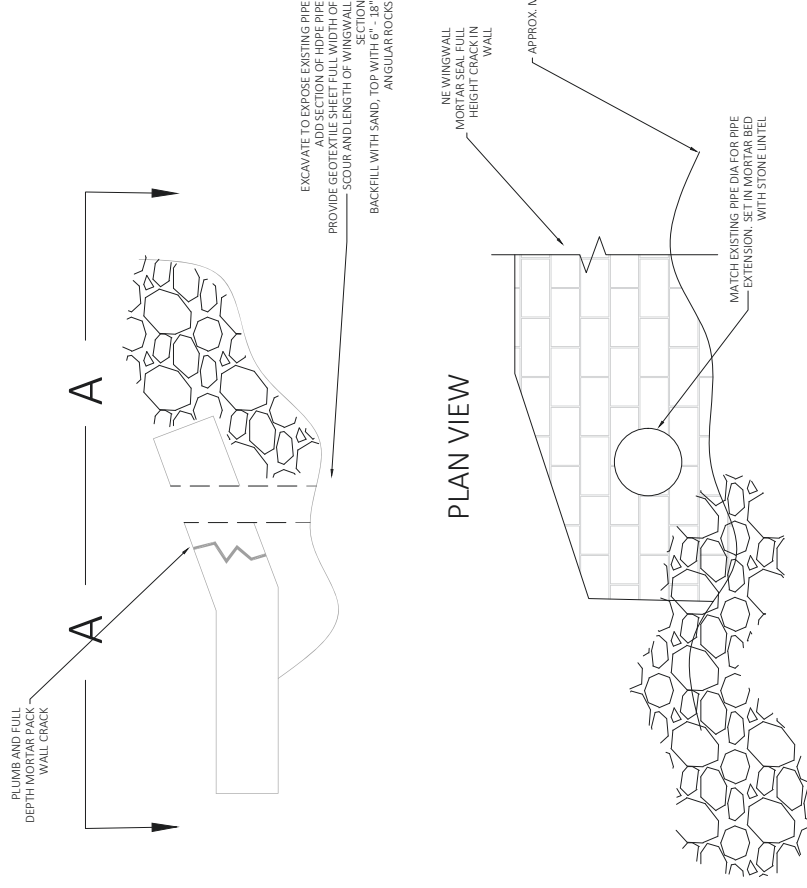 PLUMB AND FULL
DEPTH MORTAR PACK
WALL CRACK
A
A
EXCAVATE TO EXPOSE EXISTING PIPE
ADD SECTION OF HDPE PIPE
PROVIDE GEOTEXTILE SHEET FULL WIDTH OF
SCOUR AND LENGTH OF WINGWALL
SECTION
BACKFILL WITH SAND, TOP WITH 6" - 18"
ANGULAR ROCKS
PLAN VIEW
NE WINGWALL
MORTAR SEAL FULL
HEIGHT CRACK IN
WALL
APPROX.
MATCH EXISTING PIPE DIA FOR PIPE
EXTENSION. SET IN MORTAR BED
WITH STONE LINTEL